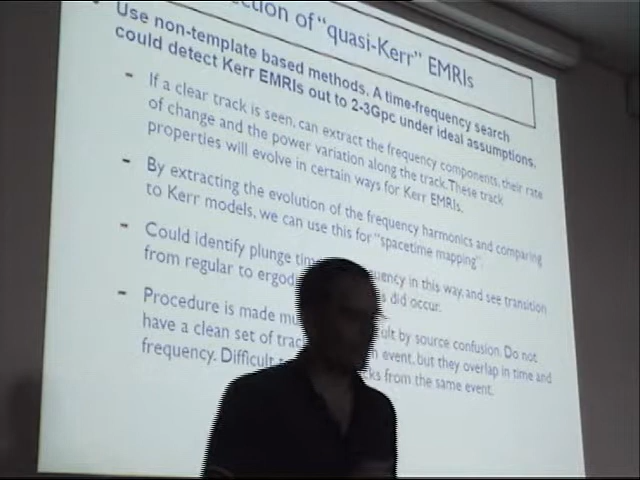 ction of "quasi-Kerr" EMRIs
Use non-template based methods. A time-frequency search
could detect Kerr EMRIs out to 2-3Gpc under ideal assumptions.
- If a clear track is seen, can extract the frequency components, their rate
of change and the power variation along the track. These track
properties will evolve in certain ways for Kerr EMRIs.
- By extracting the evolution of the frequency harmonics and comparing
to Kerr models, we can use this for "spacetime mapping".
- Could identify plunge tim quency in this way, and see transition
from regular to ergod s did occur.
- Procedure is made mu ult by source confusion. Do not
have a clean set of trac event, but they overlap in time and
frequency. Difficult cks from the same event.